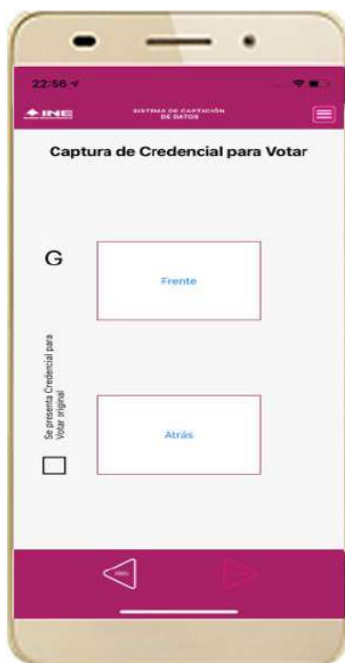 22:56
INE
SISTEMA DE CAPTACIÓN
DE DATOS
Captura de Credencial para Votar
G
Frente
Se presenta Credencial para
Votar original
Atrás